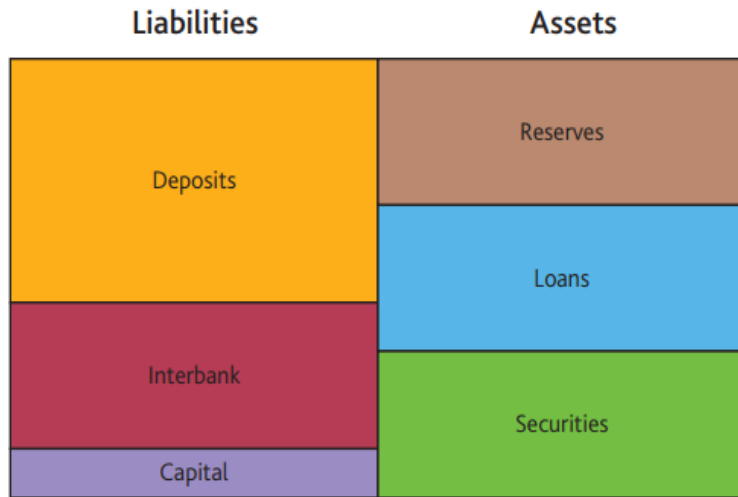 Liabilities
Assets
Deposits
Interbank
Capital
Reserves
Loans
Securities